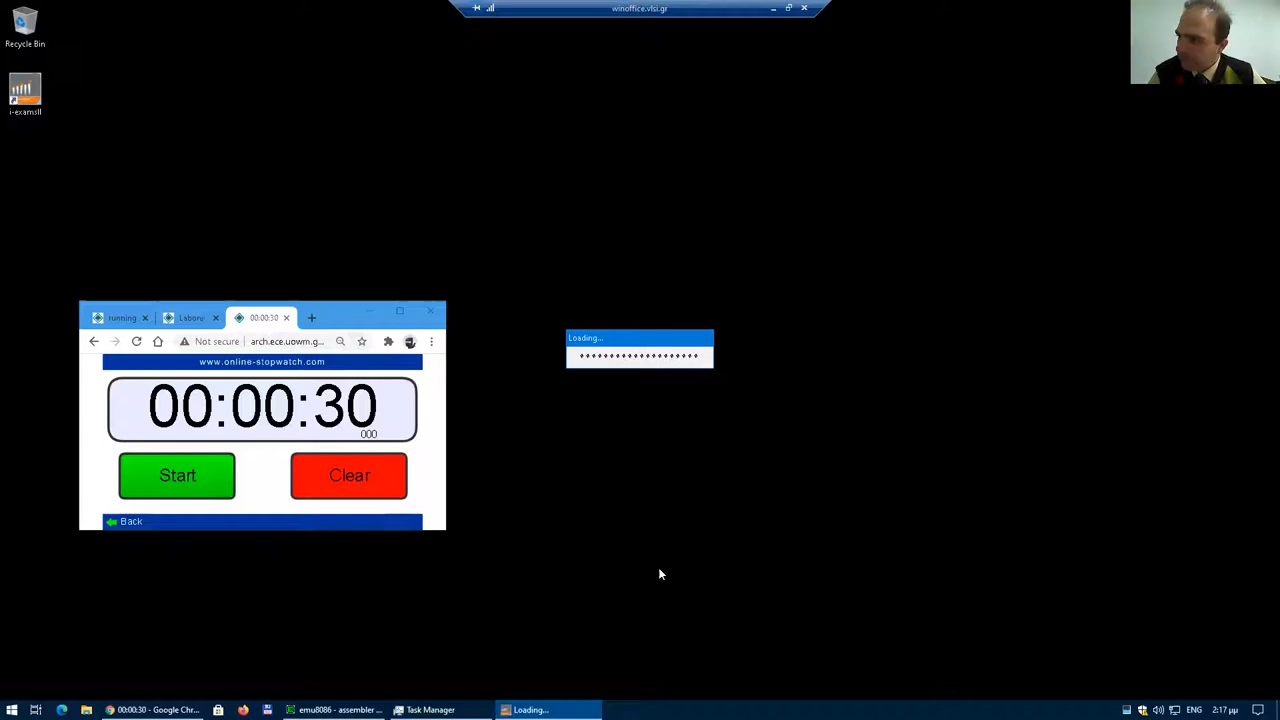 winoffice.vlsi.gr
Recycle Bin
i-examsII
running
Labore
00:00:30
Not secure
arch.ece.uowm.g...
www.online-stopwatch.com
00:00:30
000
Start
Clear
Back
Loading...
********************
00:00:30 - Google Chr...
emu8086 - assembler ...
Task Manager
Loading...
ENG
2:17 μμ